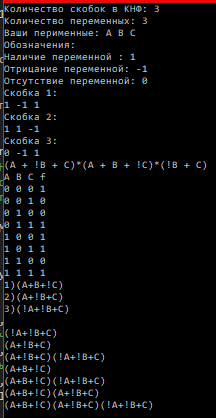 Количество скобок в КНФ: 3
Количество переменных: 3
Ваши перименные: A B C
Обозначения:
Наличие переменной : 1
Отрицание переменной: -1
Отсутствие переменной: 0
Скобка 1:
1 -1 1
Скобка 2:
1 1 -1
Скобка 3:
0 -1 1
(A + !B + C)*(A + B + !C)*(!B + C)
A B C f
0 0 0 1
0 0 1 0
0 1 0 0
0 1 1 1
1 0 0 1
1 0 1 1
1 1 0 0
1 1 1 1
1)(A+B+!C)
2)(A+!B+C)
3)(!A+!B+C)
(!A+!B+C)
(A+!B+C)
(A+!B+C)(!A+!B+C)
(A+B+!C)
(A+B+!C)(!A+!B+C)
(A+B+!C)(A+!B+C)
(A+B+!C)(A+!B+C)(!A+!B+C)